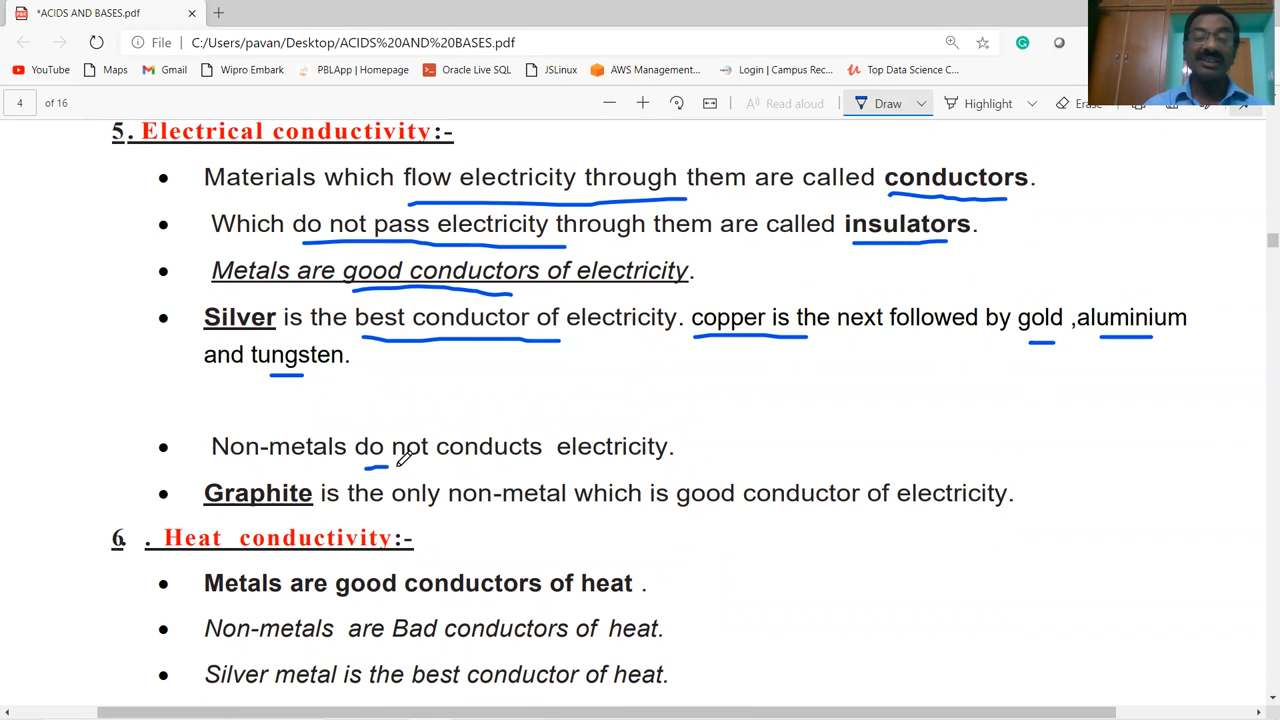 *ACIDS AND BASES.pdf
File C:/Users/pavan/Desktop/ACIDS%20AND%20BASES.pdf
YouTube Maps Gmail Wipro Embark PBLApp | Homepage Oracle Live SQL JSLinux AWS Management... Login | Campus Rec... Top Data Science C...
4 of 16 Read aloud Draw Highlight Erase
5. Electrical conductivity:-
• Materials which flow electricity through them are called conductors.
• Which do not pass electricity through them are called insulators.
• Metals are good conductors of electricity.
• Silver is the best conductor of electricity. copper is the next followed by gold ,aluminium
and tungsten.
• Non-metals do not conducts electricity.
• Graphite is the only non-metal which is good conductor of electricity.
6. . Heat conductivity:-
• Metals are good conductors of heat .
• Non-metals are Bad conductors of heat.
• Silver metal is the best conductor of heat.